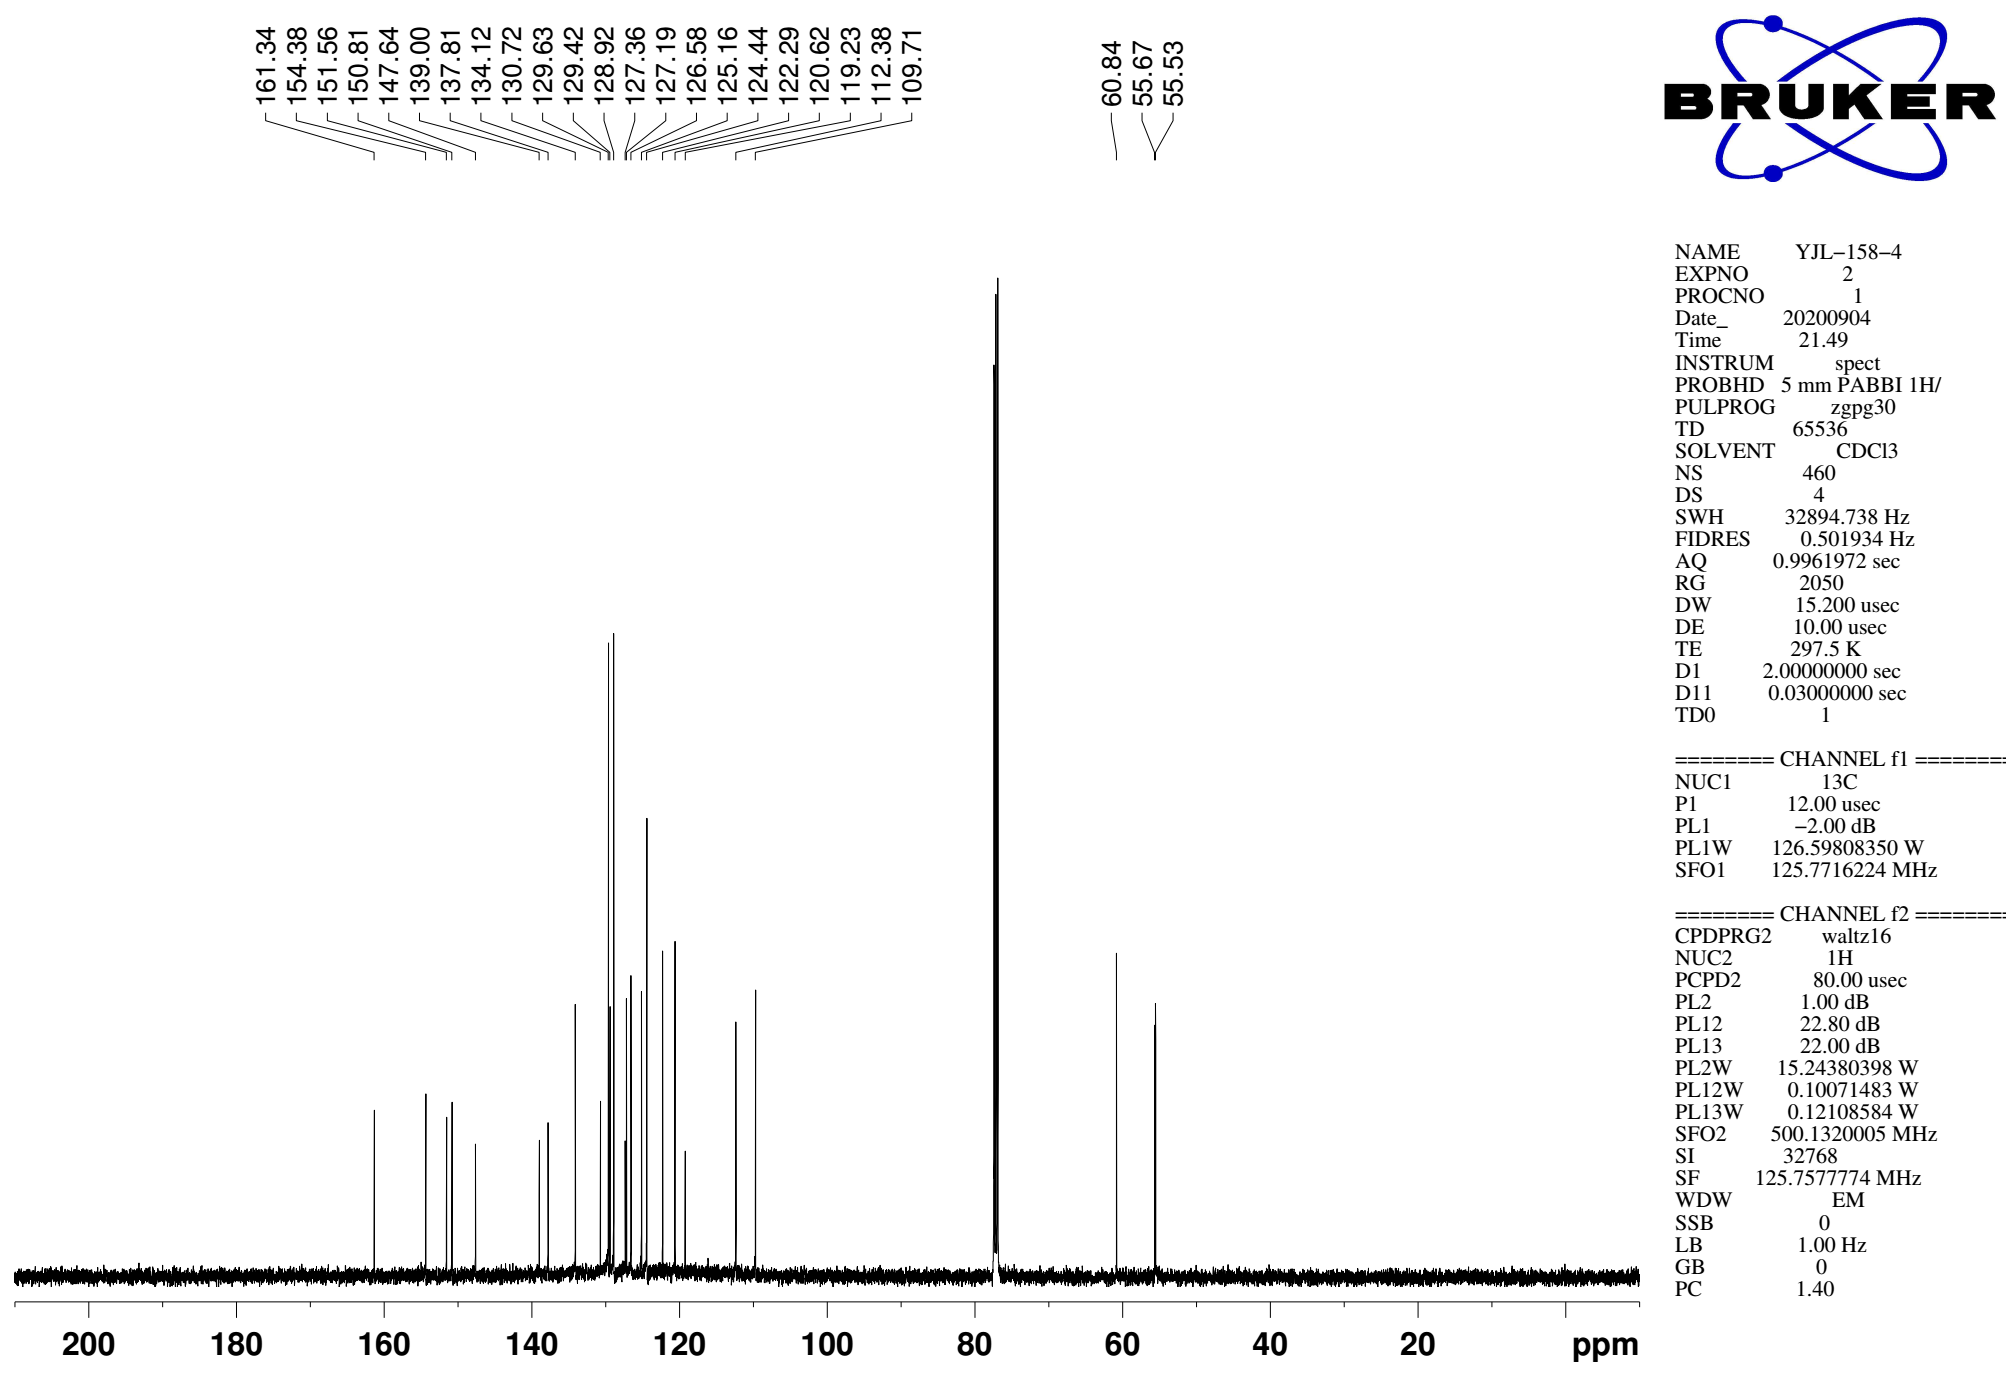 161.34
154.38
151.56
150.81
147.64
139.00
137.81
134.12
130.72
129.63
129.42
128.92
127.36
127.19
126.58
125.16
124.44
122.29
120.62
119.23
112.38
109.71
60.84
55.67
55.53
BRUKER
NAME YJL−158−4
EXPNO 2
PROCNO 1
Date_ 20200904
Time 21.49
INSTRUM spect
PROBHD 5 mm PABBI 1H/
PULPROG zgpg30
TD 65536
SOLVENT CDCl3
NS 460
DS 4
SWH 32894.738 Hz
FIDRES 0.501934 Hz
AQ 0.9961972 sec
RG 2050
DW 15.200 usec
DE 10.00 usec
TE 297.5 K
D1 2.00000000 sec
D11 0.03000000 sec
TD0 1
======== CHANNEL f1 ========
NUC1 13C
P1 12.00 usec
PL1 −2.00 dB
PL1W 126.59808350 W
SFO1 125.7716224 MHz
======== CHANNEL f2 ========
CPDPRG2 waltz16
NUC2 1H
PCPD2 80.00 usec
PL2 1.00 dB
PL12 22.80 dB
PL13 22.00 dB
PL2W 15.24380398 W
PL12W 0.10071483 W
PL13W 0.12108584 W
SFO2 500.1320005 MHz
SI 32768
SF 125.7577774 MHz
WDW EM
SSB 0
LB 1.00 Hz
GB 0
PC 1.40
200 180 160 140 120 100 80 60 40 20 ppm